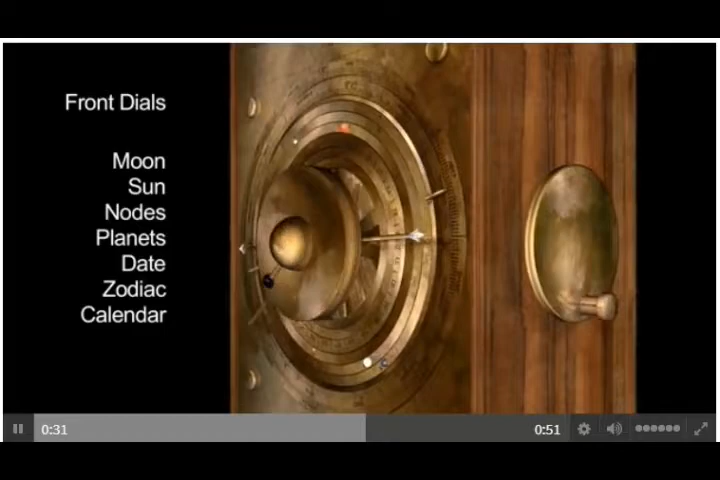 Front Dials
Moon
Sun
Nodes
Planets
Date
Zodiac
Calendar
0:31
0:51